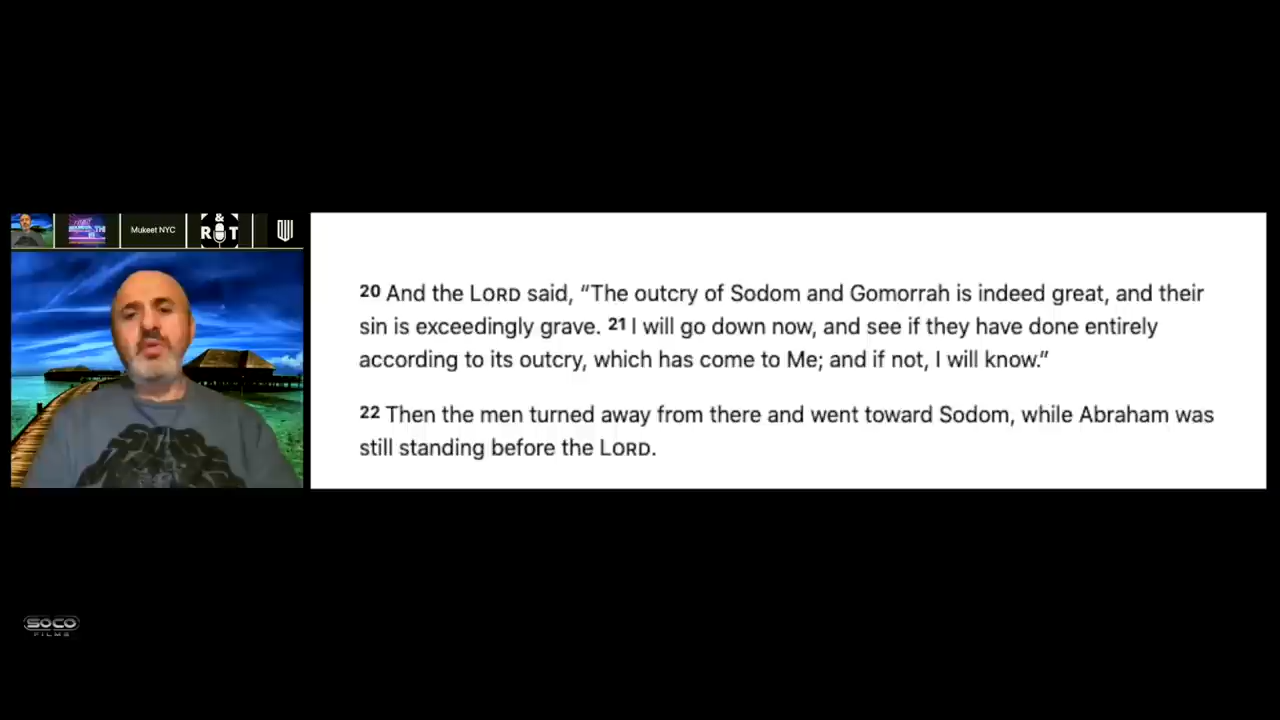 Mukeet NYC
&
R T
20 And the LORD said, “The outcry of Sodom and Gomorrah is indeed great, and their
sin is exceedingly grave. 21 I will go down now, and see if they have done entirely
according to its outcry, which has come to Me; and if not, I will know.”
22 Then the men turned away from there and went toward Sodom, while Abraham was
still standing before the LORD.
SOCO
FILMS